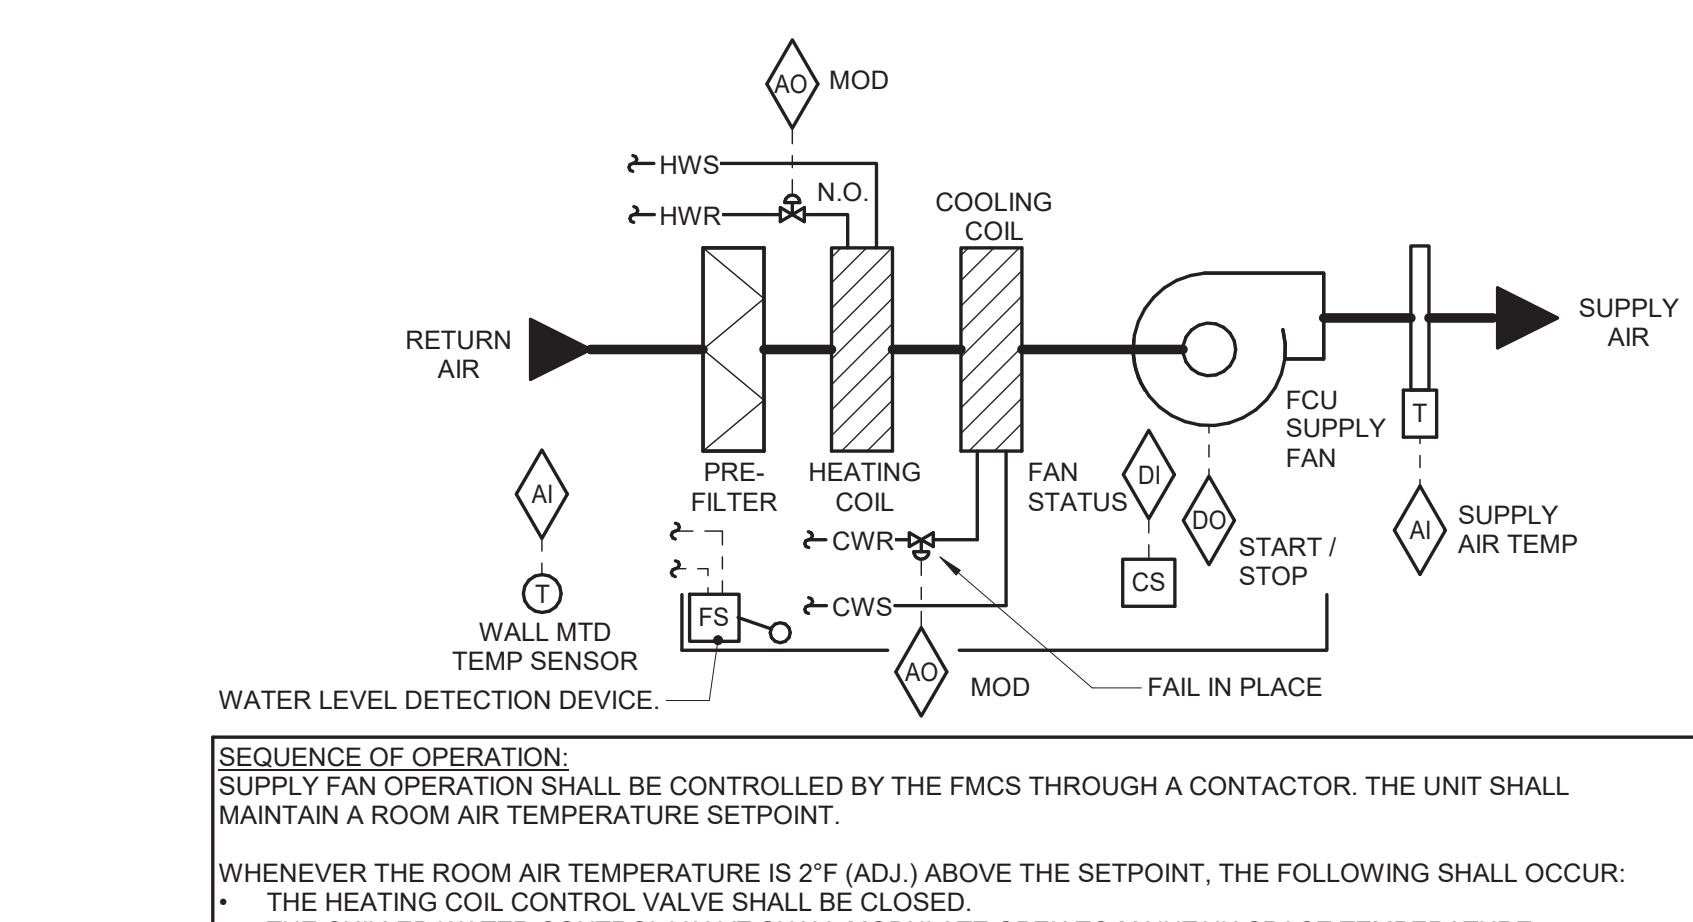 AO MOD
HWS
HWR
N.O.
COOLING
COIL
RETURN
AIR
SUPPLY
AIR
FCU
SUPPLY
FAN
T
PRE-
FILTER
HEATING
COIL
FAN
STATUS
DI
DO
START /
STOP
CS
AI
SUPPLY
AIR TEMP
AI
T
WALL MTD
TEMP SENSOR
CWR
CWS
FS
AO MOD
FAIL IN PLACE
WATER LEVEL DETECTION DEVICE.
SEQUENCE OF OPERATION:
SUPPLY FAN OPERATION SHALL BE CONTROLLED BY THE FMCS THROUGH A CONTACTOR. THE UNIT SHALL
MAINTAIN A ROOM AIR TEMPERATURE SETPOINT.
WHENEVER THE ROOM AIR TEMPERATURE IS 2°F (ADJ.) ABOVE THE SETPOINT, THE FOLLOWING SHALL OCCUR:
• THE HEATING COIL CONTROL VALVE SHALL BE CLOSED.